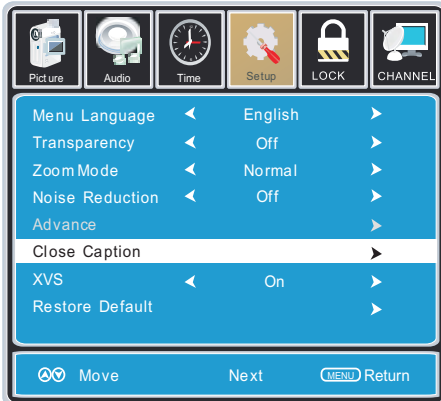 Picture Audio Time Setup LOCK CHANNEL
Menu Language English
Transparency Off
Zoom Mode Normal
Noise Reduction Off
Advance
Close Caption
XVS On
Restore Default
Move Next MENU Return